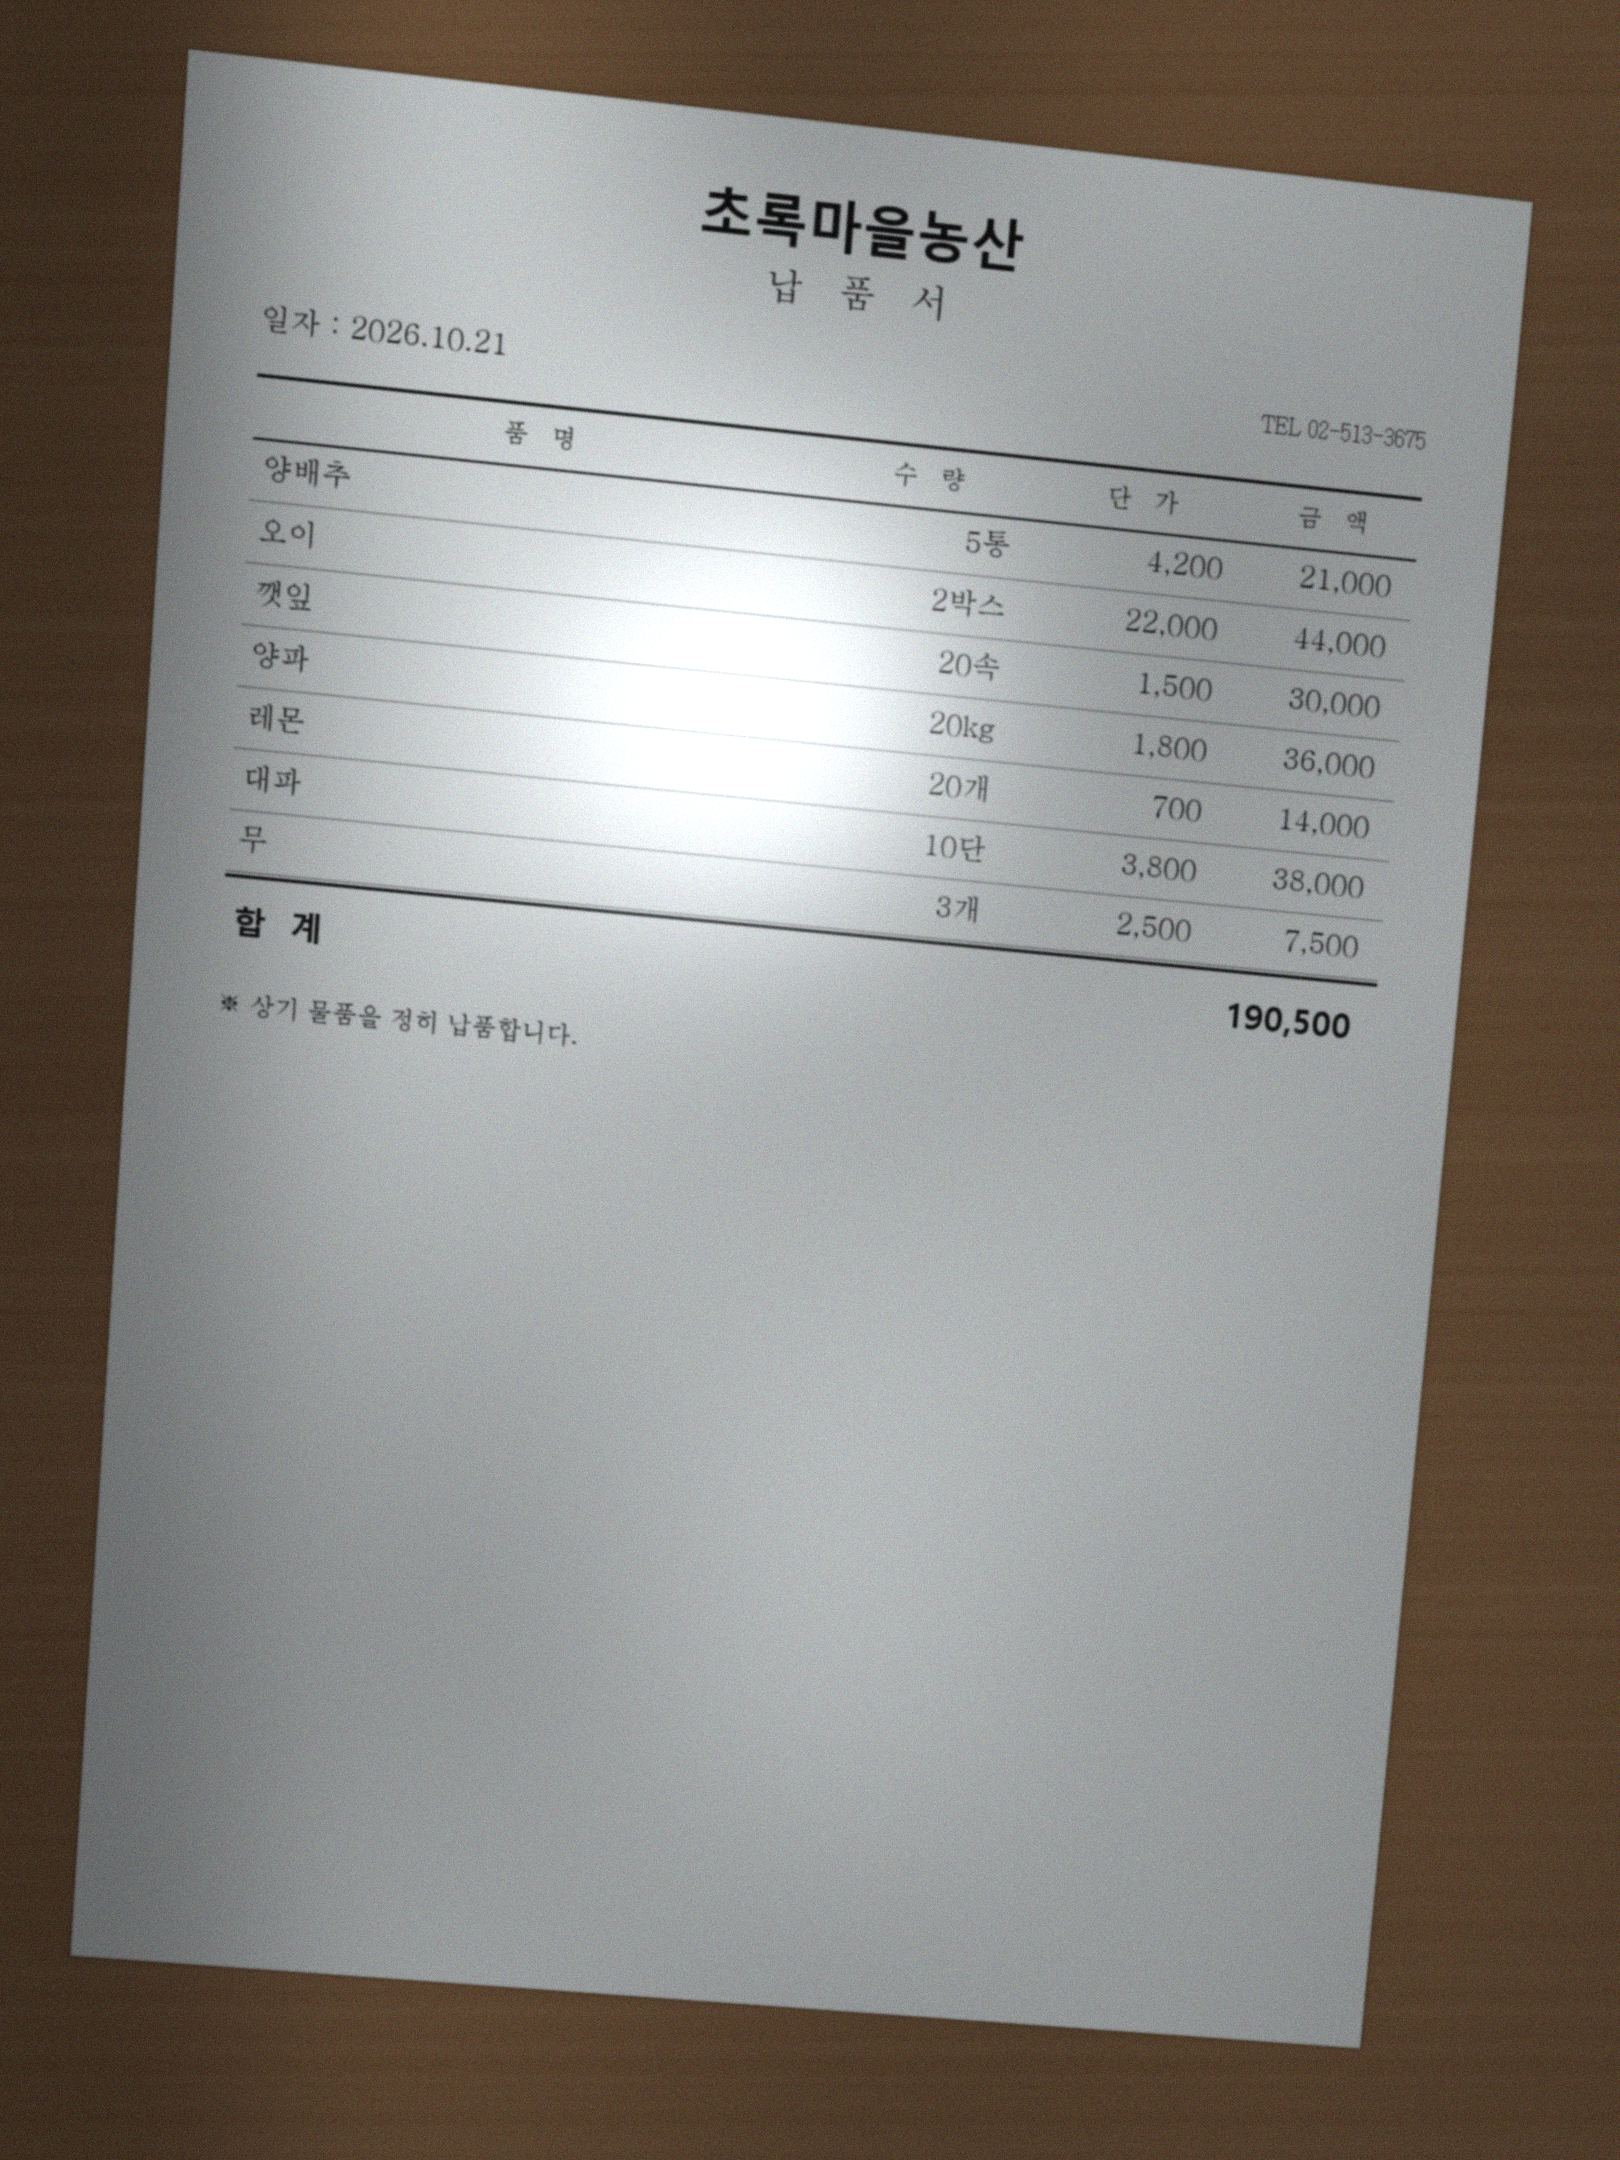 초록마을농산
납 품 서
일자 : 2026.10.21
TEL 02-513-3675
품 명 수 량 단 가 금 액
양배추 5통 4,200 21,000
오이 2박스 22,000 44,000
깻잎 20속 1,500 30,000
양파 20kg 1,800 36,000
레몬 20개 700 14,000
대파 10단 3,800 38,000
무 3개 2,500 7,500
합 계 190,500
※ 상기 물품을 정히 납품합니다.